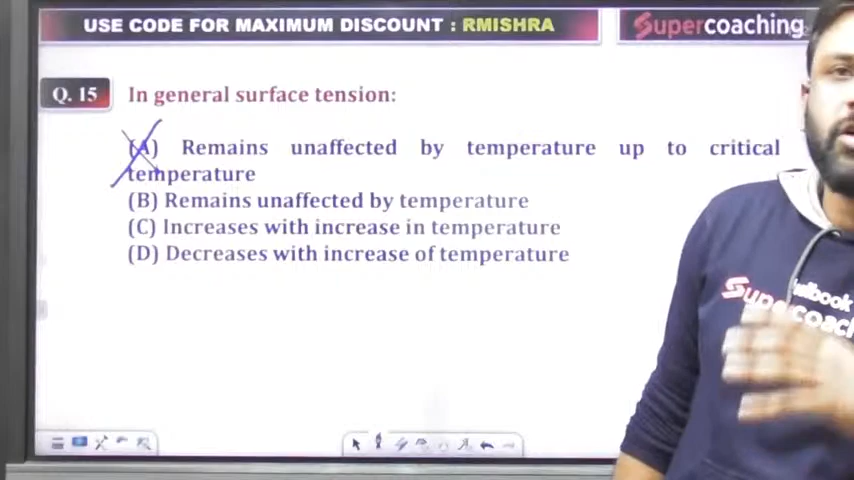 USE CODE FOR MAXIMUM DISCOUNT : RMISHRA
Supercoaching
Q. 15
In general surface tension:
(A) Remains unaffected by temperature up to critical
temperature
(B) Remains unaffected by temperature
(C) Increases with increase in temperature
(D) Decreases with increase of temperature